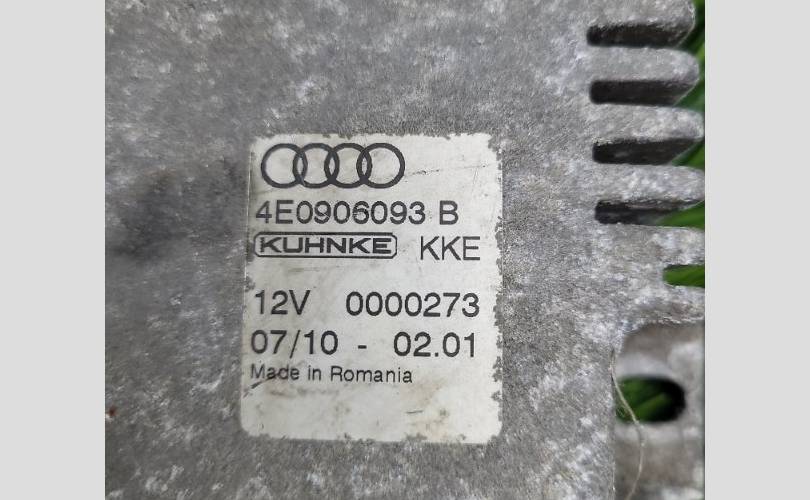 4E0906093 B
KUHNKE KKE
12V 0000273
07/10 - 02.01
Made in Romania